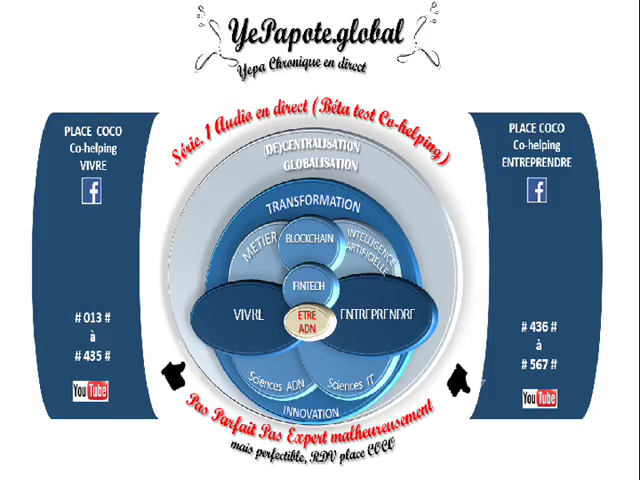 YePapote.global
Yepa Chronique en direct
Série. 1 Audio en direct (Béta test Co-helping)
PLACE COCO
Co-helping
VIVRE
f
# 013 #
à
# 435 #
YouTube
(DE)CENTRALISATION
GLOBALISATION
TRANSFORMATION
METIER
BLOCKCHAIN
INTELLIGENCE
ARTIFICIELLE
FINTECH
VIVRE
ETRE
ADN
ENTREPRENDRE
Sciences ADN
Sciences IT
INNOVATION
PLACE COCO
Co-helping
ENTREPRENDRE
f
# 436 #
à
# 567 #
YouTube
Pas Parfait Pas Expert malheureusement
mais perfectible, RDV place COCO